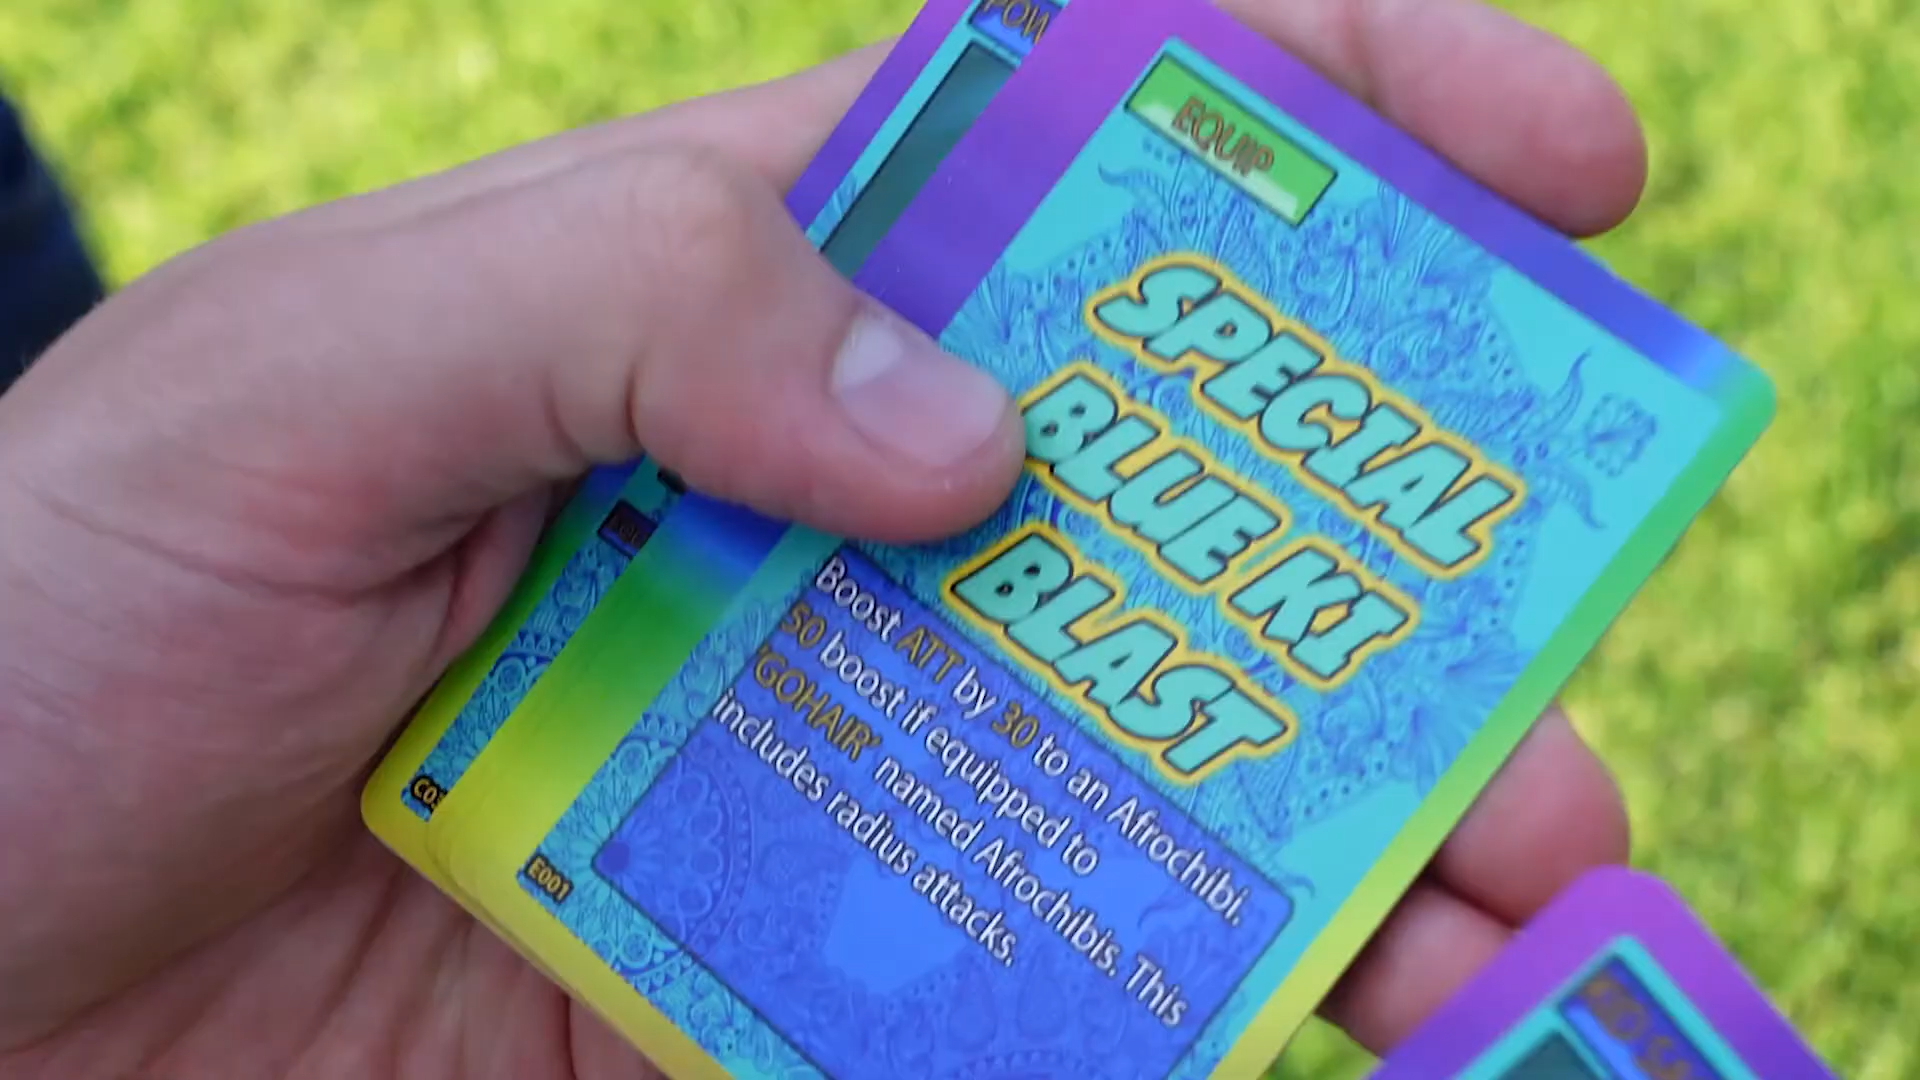 EQUIP
SPECIAL
BLUE KI
BLAST
Boost ATT by 30 to an Afrochibi.
50 boost if equipped to
'GOHAIR' named Afrochibis. This
includes radius attacks.
E001